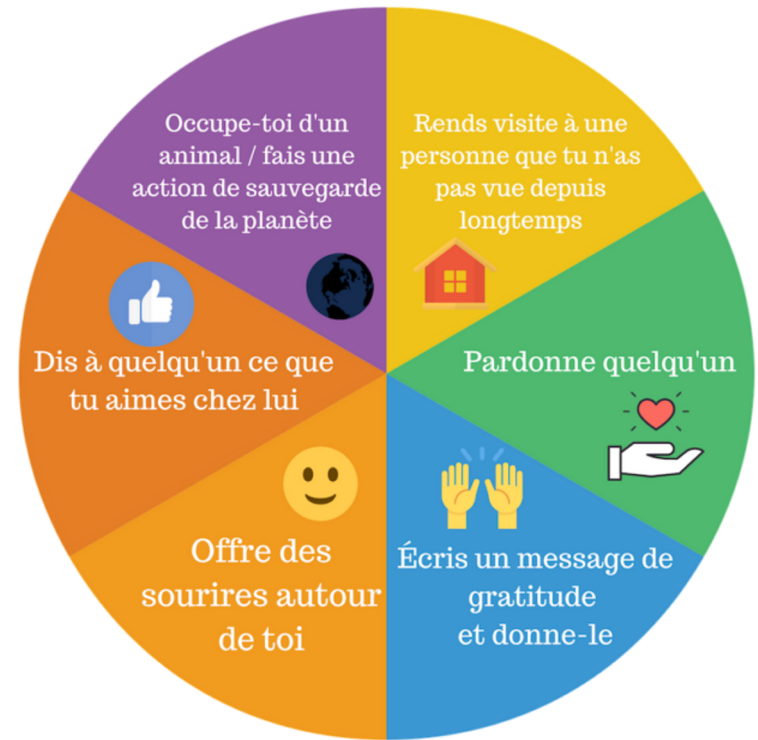 Occupe-toi d'un
animal / fais une
action de sauvegarde
de la planète
Rends visite à une
personne que tu n'as
pas vue depuis
longtemps
Pardonne quelqu'un
Écris un message de
gratitude
et donne-le
Offre des
sourires autour
de toi
Dis à quelqu'un ce que
tu aimes chez lui